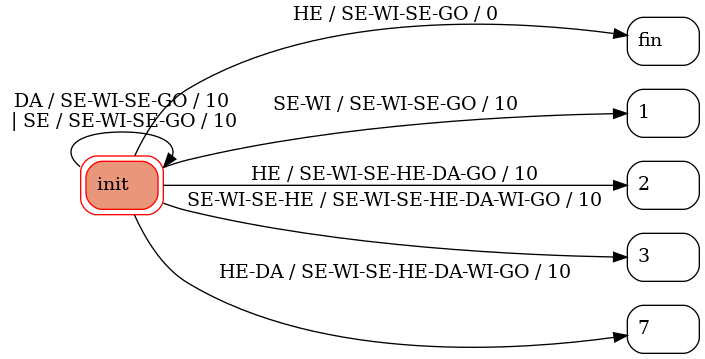 HE / SE-WI-SE-GO / 0
fin
DA / SE-WI-SE-GO / 10
| SE / SE-WI-SE-GO / 10
SE-WI / SE-WI-SE-GO / 10
1
init
HE / SE-WI-SE-HE-DA-GO / 10
2
SE-WI-SE-HE / SE-WI-SE-HE-DA-WI-GO / 10
3
HE-DA / SE-WI-SE-HE-DA-WI-GO / 10
7